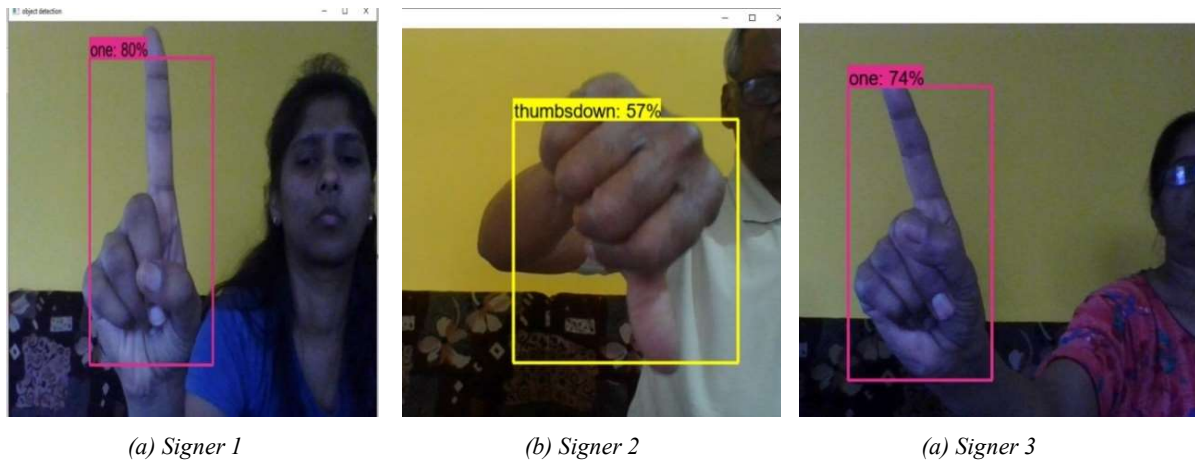 object detection
one: 80%
thumbsdown: 57%
one: 74%
(a) Signer 1
(b) Signer 2
(a) Signer 3